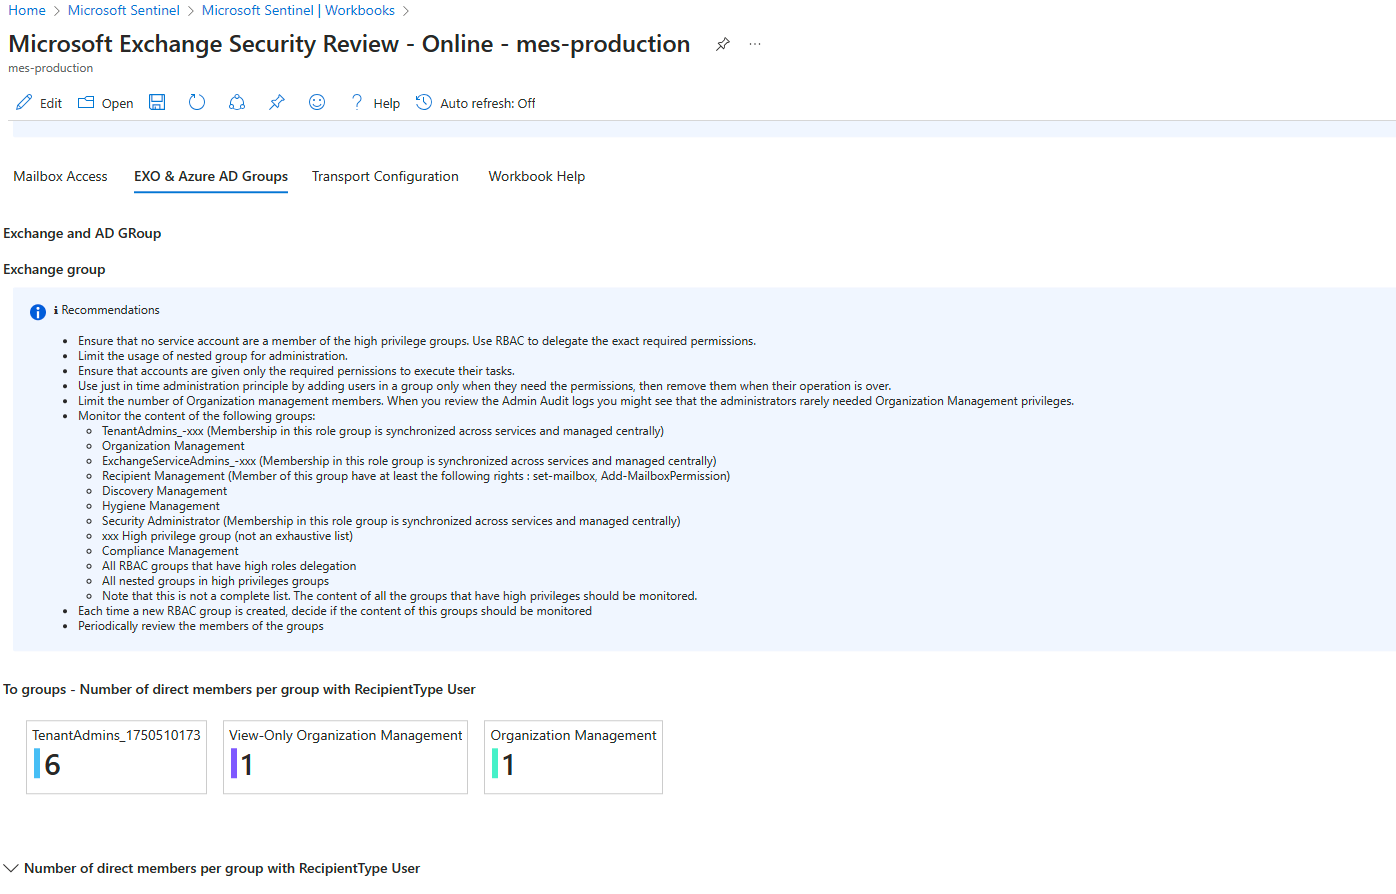 Home > Microsoft Sentinel > Microsoft Sentinel | Workbooks >
Microsoft Exchange Security Review - Online - mes-production
mes-production
Edit Open Help Auto refresh: Off
Mailbox Access EXO & Azure AD Groups Transport Configuration Workbook Help
Exchange and AD GRoup
Exchange group
ℹ Recommendations
• Ensure that no service account are a member of the high privilege groups. Use RBAC to delegate the exact required permissions.
• Limit the usage of nested group for administration.
• Ensure that accounts are given only the required pernissions to execute their tasks.
• Use just in time administration principle by adding users in a group only when they need the permissions, then remove them when their operation is over.
• Limit the number of Organization management members. When you review the Admin Audit logs you might see that the administrators rarely needed Organization Management privileges.
• Monitor the content of the following groups:
◦ TenantAdmins_-xxx (Membership in this role group is synchronized across services and managed centrally)
◦ Organization Management
◦ ExchangeServiceAdmins_-xxx (Membership in this role group is synchronized across services and managed centrally)
◦ Recipient Management (Member of this group have at least the following rights : set-mailbox, Add-MailboxPermission)
◦ Discovery Management
◦ Hygiene Management
◦ Security Administrator (Membership in this role group is synchronized across services and managed centrally)
◦ xxx High privilege group (not an exhaustive list)
◦ Compliance Management
◦ All RBAC groups that have high roles delegation
◦ All nested groups in high privileges groups
◦ Note that this is not a complete list. The content of all the groups that have high privileges should be monitored.
• Each time a new RBAC group is created, decide if the content of this groups should be monitored
• Periodically review the members of the groups
To groups - Number of direct members per group with RecipientType User
TenantAdmins_1750510173 View-Only Organization Management Organization Management
6 1 1
Number of direct members per group with RecipientType User